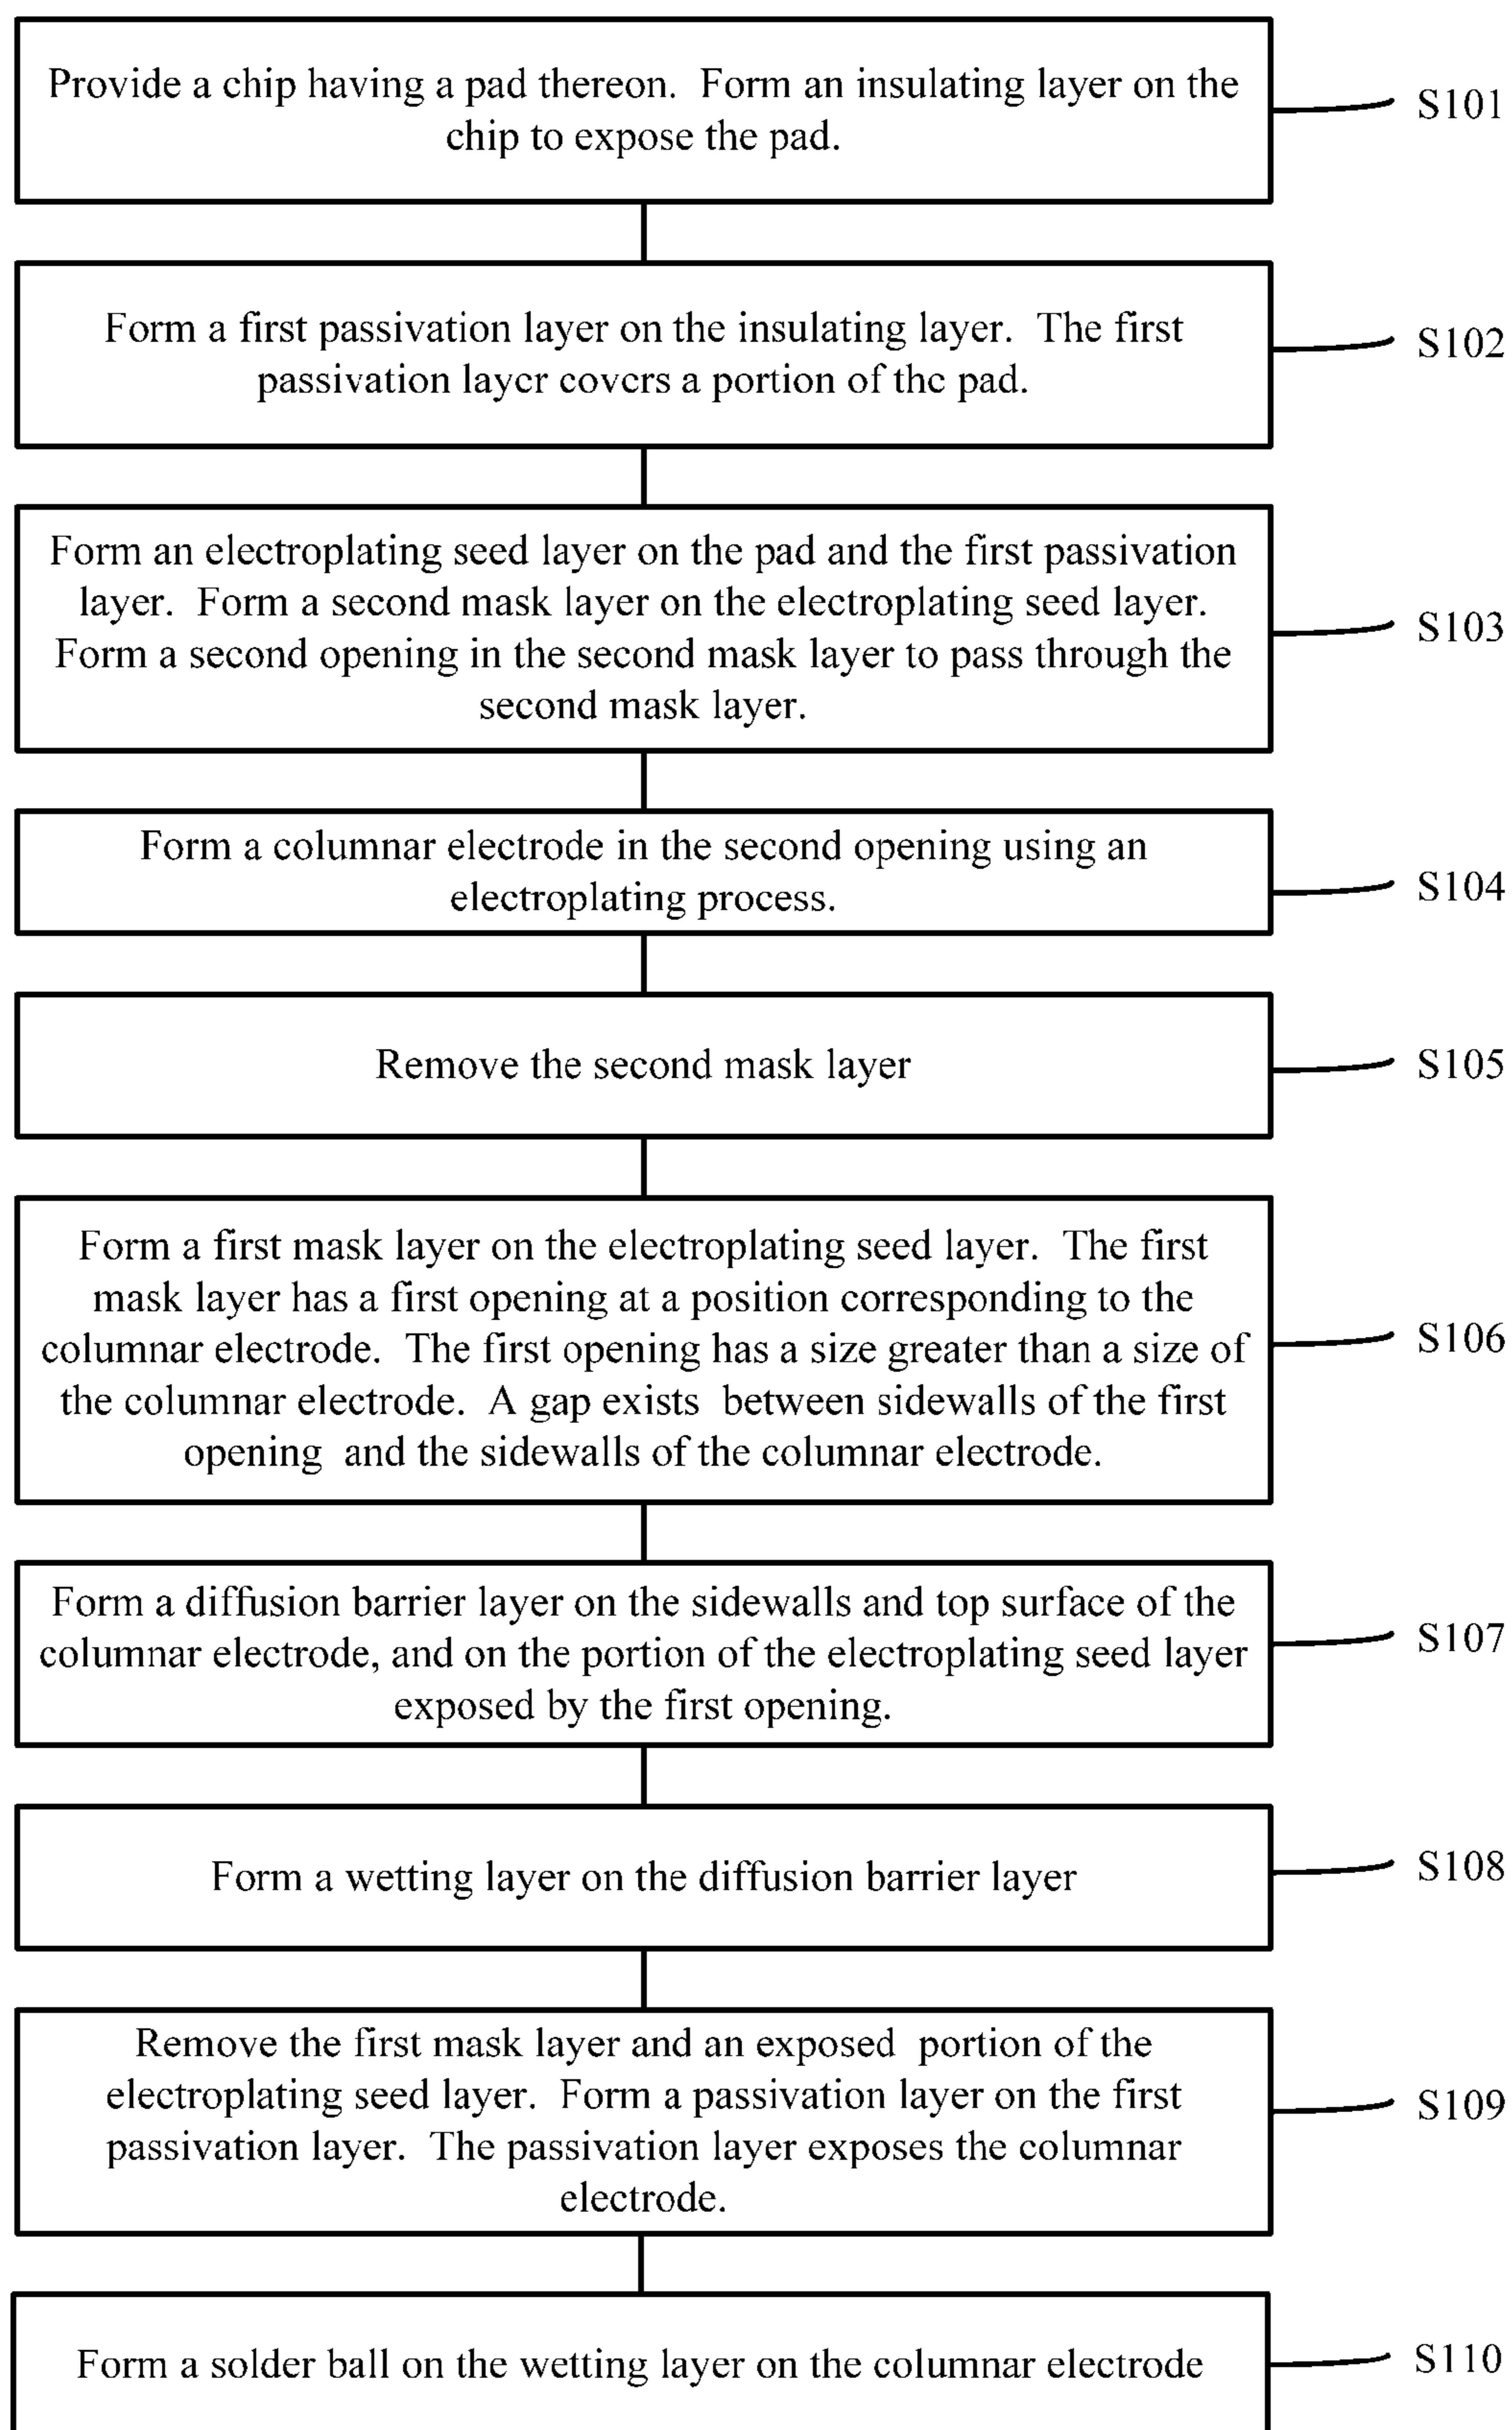 Provide a chip having a pad thereon. Form an insulating layer on the
chip to expose the pad.
S101
Form a first passivation layer on the insulating layer. The first
passivation layer covers a portion of the pad.
S102
Form an electroplating seed layer on the pad and the first passivation
layer. Form a second mask layer on the electroplating seed layer.
Form a second opening in the second mask layer to pass through the
second mask layer.
S103
Form a columnar electrode in the second opening using an
electroplating process.
S104
Remove the second mask layer
S105
Form a first mask layer on the electroplating seed layer. The first
mask layer has a first opening at a position corresponding to the
columnar electrode. The first opening has a size greater than a size of
the columnar electrode. A gap exists between sidewalls of the first
opening and the sidewalls of the columnar electrode.
S106
Form a diffusion barrier layer on the sidewalls and top surface of the
columnar electrode, and on the portion of the electroplating seed layer
exposed by the first opening.
S107
Form a wetting layer on the diffusion barrier layer
S108
Remove the first mask layer and an exposed portion of the
electroplating seed layer. Form a passivation layer on the first
passivation layer. The passivation layer exposes the columnar
electrode.
S109
Form a solder ball on the wetting layer on the columnar electrode
S110